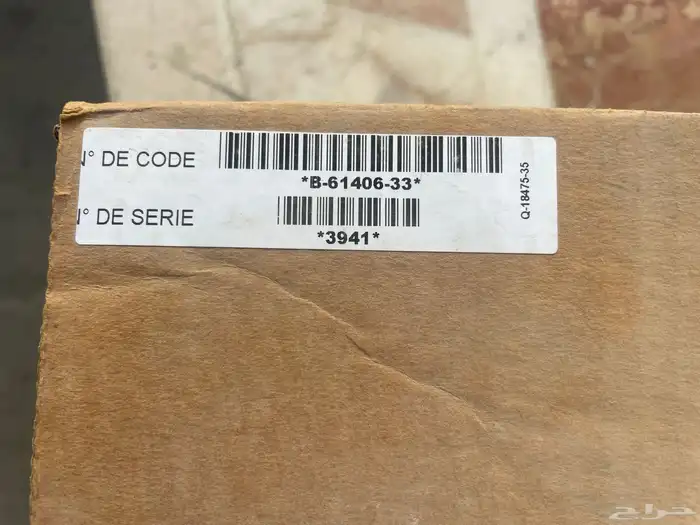 N° DE CODE
*B-61406-33*
N° DE SERIE
*3941*
Q-18475-35
حراج